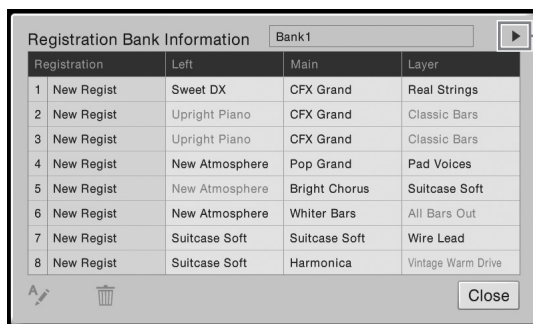 Registration Bank Information Bank1
Registration Left Main Layer
1 New Regist Sweet DX CFX Grand Real Strings
2 New Regist Upright Piano CFX Grand Classic Bars
3 New Regist Upright Piano CFX Grand Classic Bars
4 New Regist New Atmosphere Pop Grand Pad Voices
5 New Regist New Atmosphere Bright Chorus Suitcase Soft
6 New Regist New Atmosphere Whiter Bars All Bars Out
7 New Regist Suitcase Soft Suitcase Soft Wire Lead
8 New Regist Suitcase Soft Harmonica Vintage Warm Drive
A Close